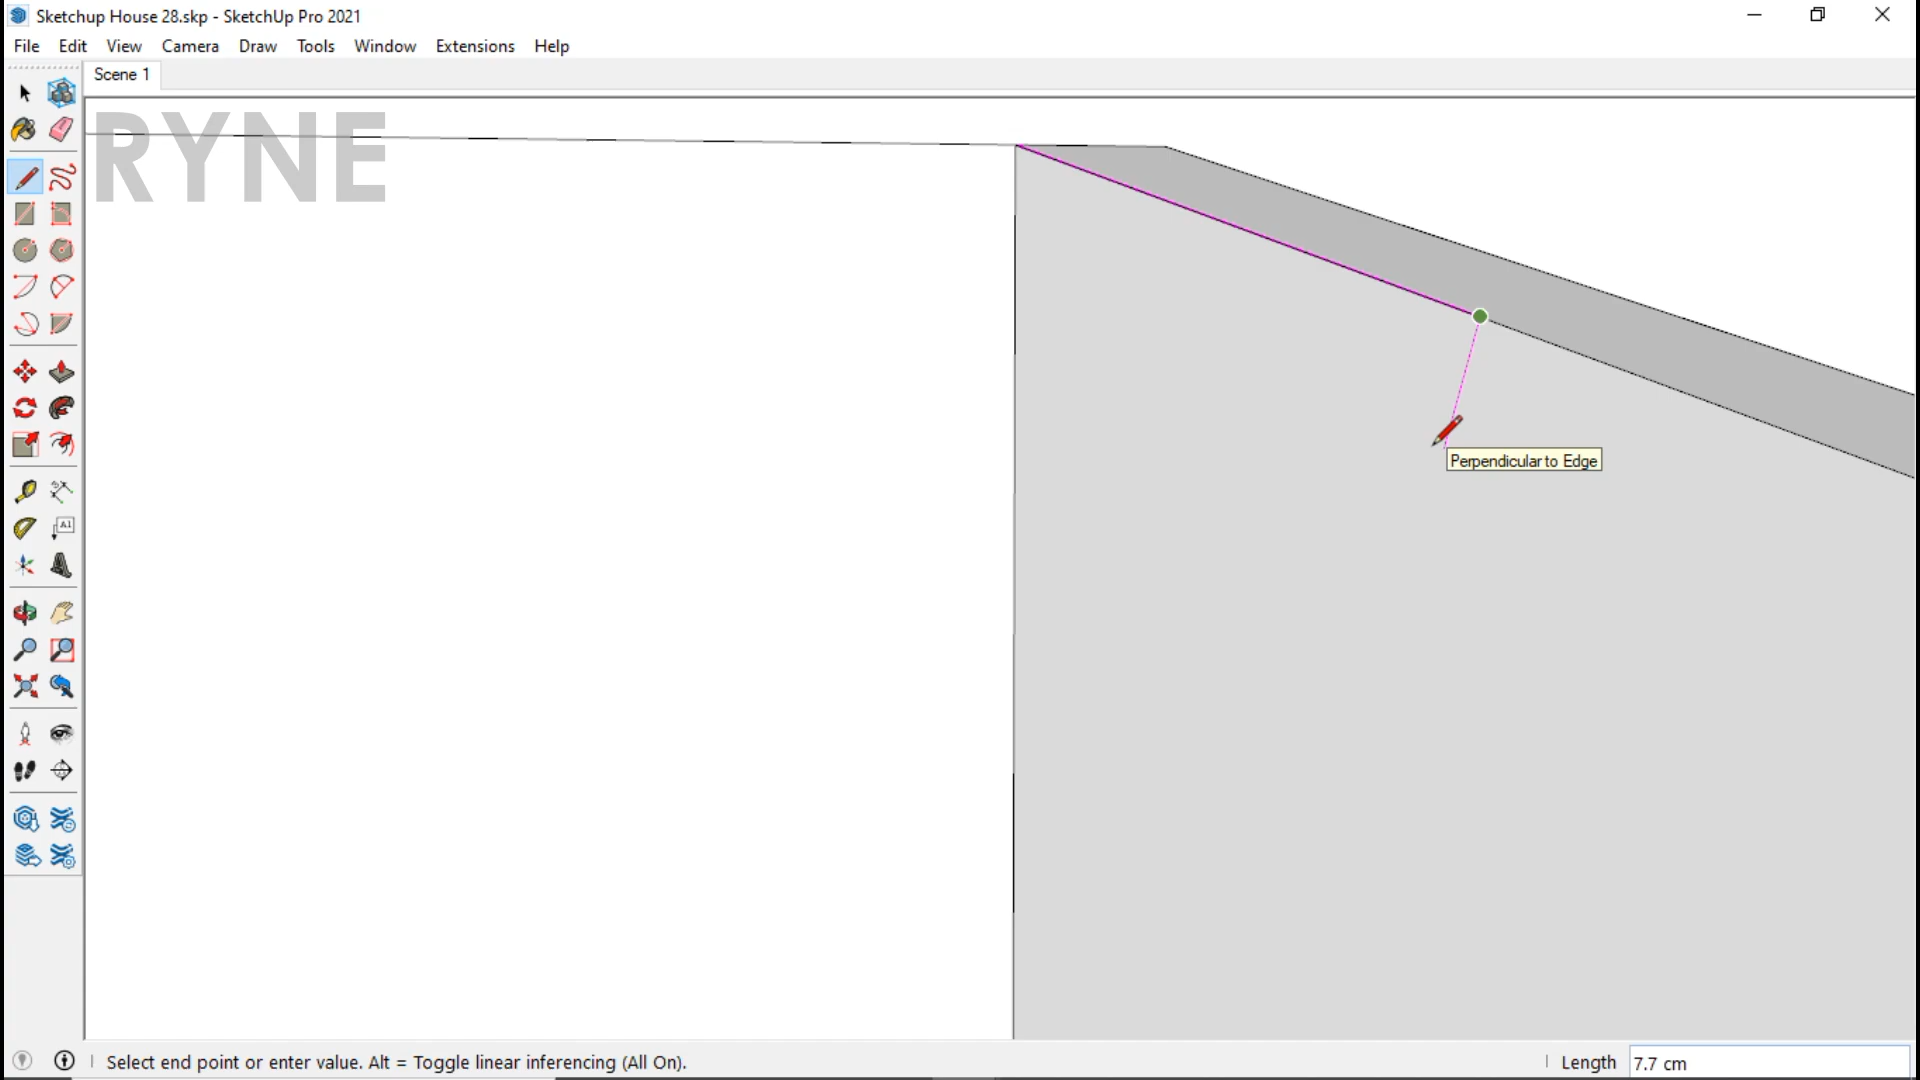 Sketchup House 28.skp - SketchUp Pro 2021
File Edit View Camera Draw Tools Window Extensions Help
Scene 1
RYNE
A1
Perpendicular to Edge
Select end point or enter value. Alt = Toggle linear inferencing (All On).
Length 7.7 cm